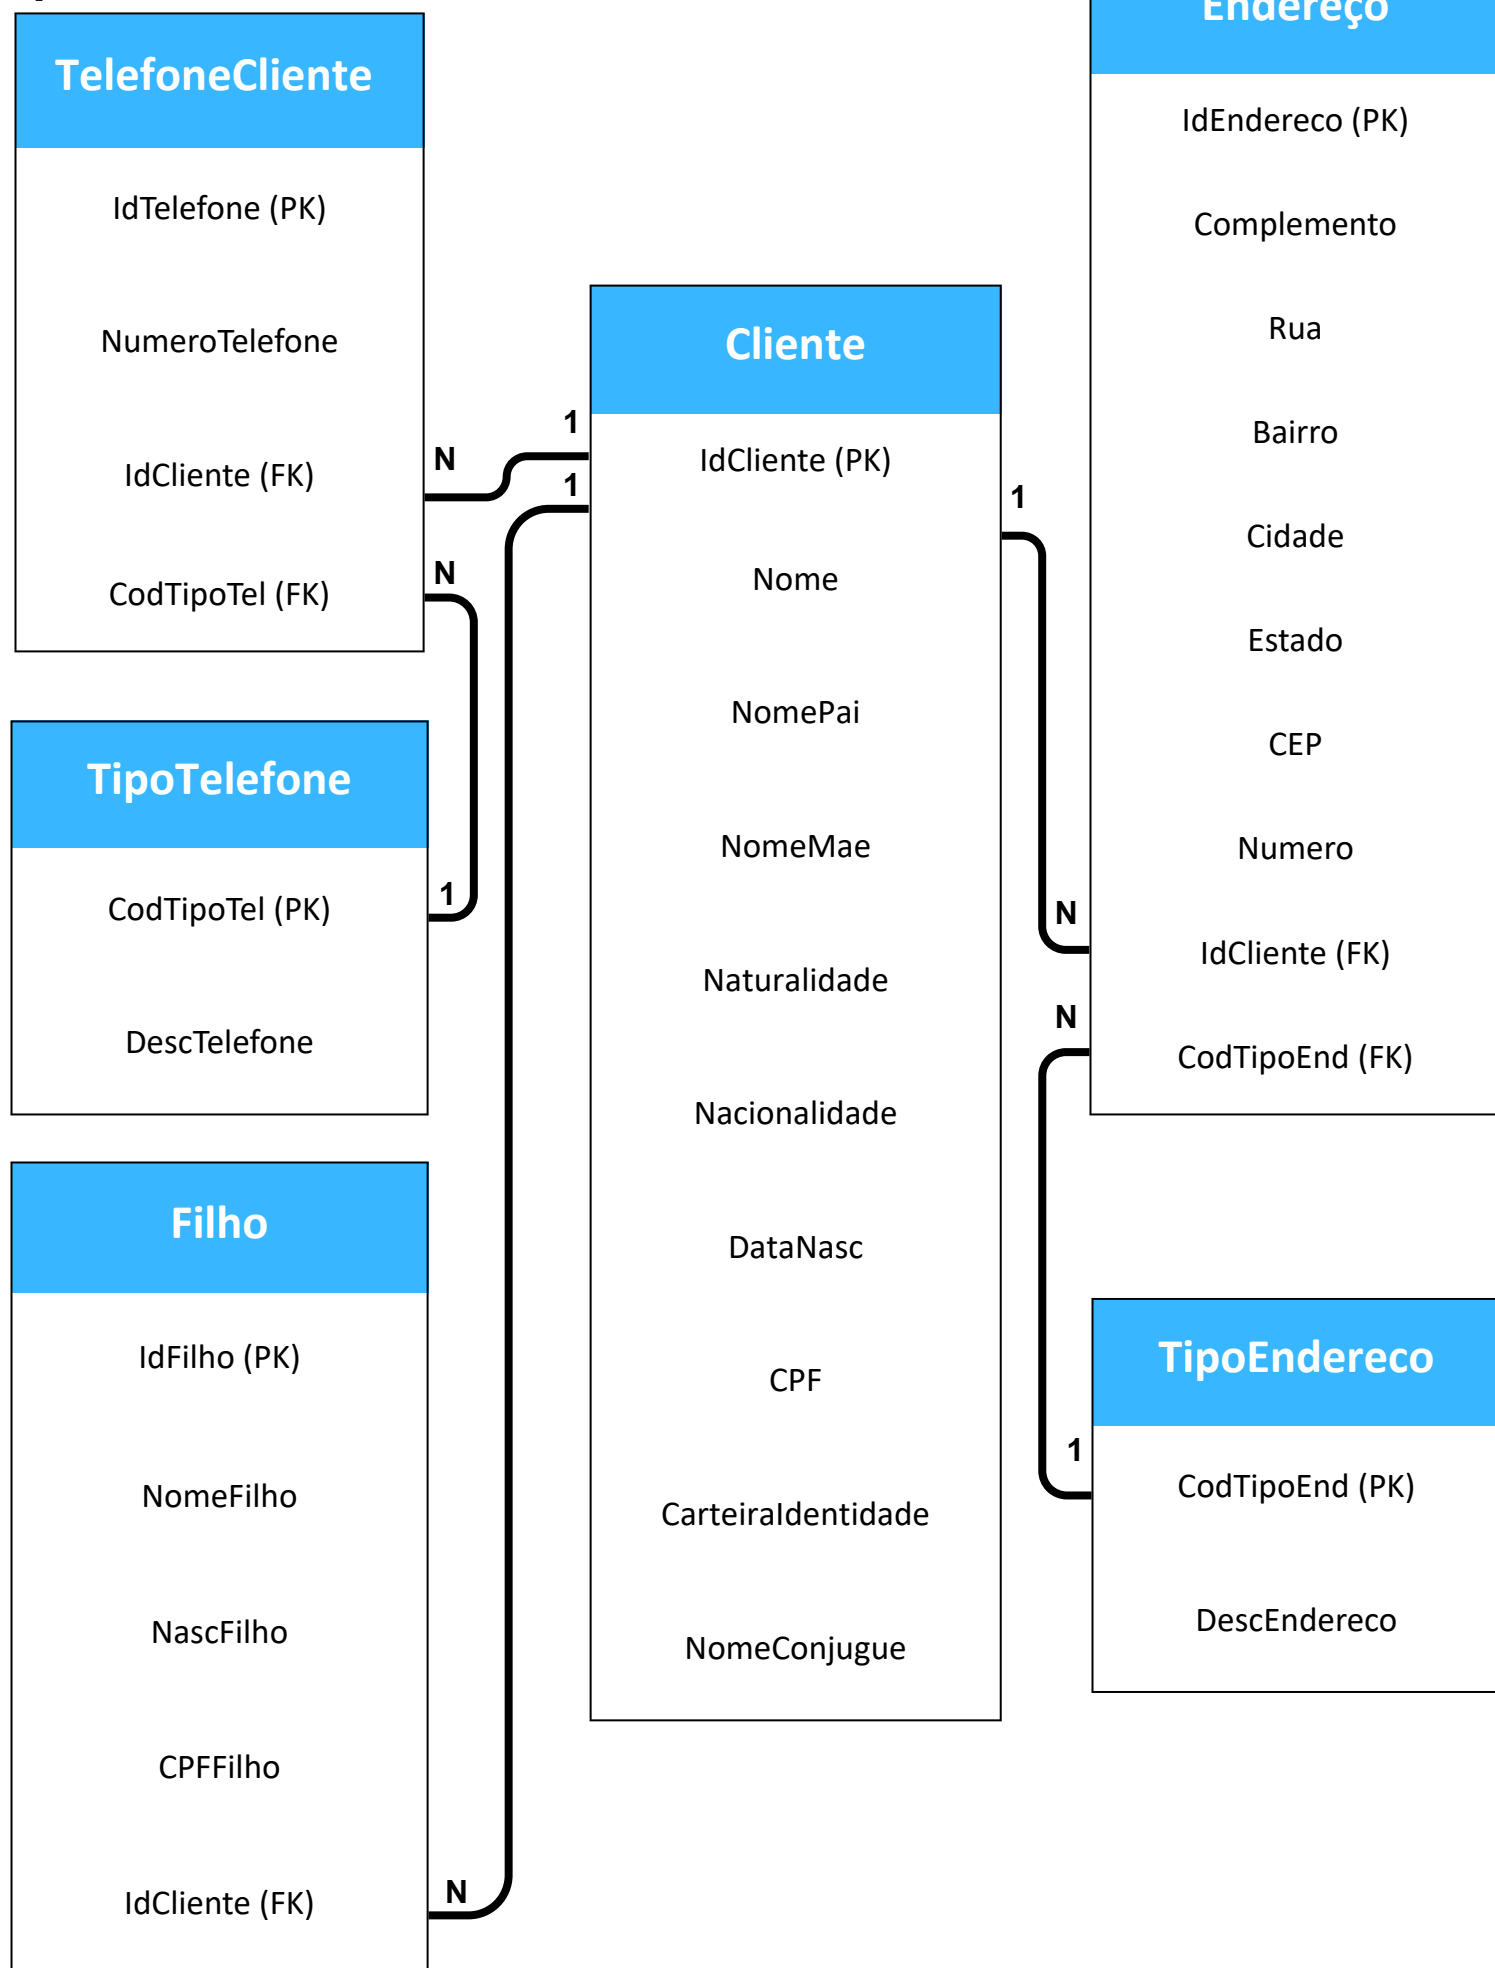 TelefoneCliente
IdTelefone (PK)
NumeroTelefone
IdCliente (FK)
CodTipoTel (FK)
N
N
1
1
TipoTelefone
CodTipoTel (PK)
DescTelefone
1
Filho
IdFilho (PK)
NomeFilho
NascFilho
CPFFilho
IdCliente (FK)
N
Cliente
IdCliente (PK)
Nome
NomePai
NomeMae
Naturalidade
Nacionalidade
DataNasc
CPF
CarteiraIdentidade
NomeConjugue
1
N
N
1
Endereço
IdEndereco (PK)
Complemento
Rua
Bairro
Cidade
Estado
CEP
Numero
IdCliente (FK)
CodTipoEnd (FK)
TipoEndereco
CodTipoEnd (PK)
DescEndereco